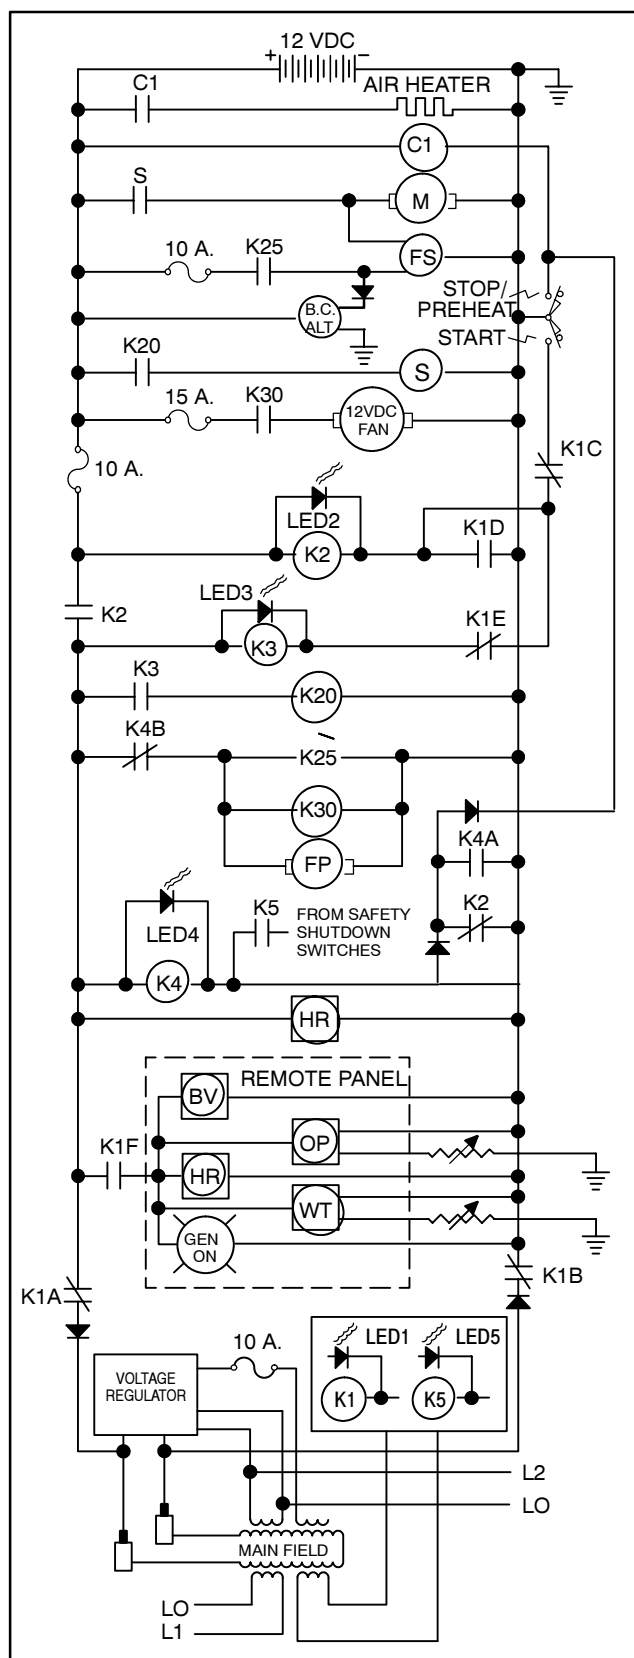 12 VDC
+ −
C1
AIR HEATER
C1
S
M
10 A.
K25
FS
STOP/
PREHEAT
B.C.
ALT
START
K20
S
15 A.
K30
12VDC
FAN
K1C
10 A.
LED2
K1D
K2
K2
LED3
K1E
K3
K3
K20
K4B
K25
K30
K4A
FP
K5
FROM SAFETY
SHUTDOWN
SWITCHES
K2
LED4
K4
HR
REMOTE PANEL
BV
OP
K1F
HR
WT
GEN
ON
K1A
K1B
10 A.
LED1
LED5
VOLTAGE
REGULATOR
K1
K5
L2
LO
MAIN FIELD
LO
L1